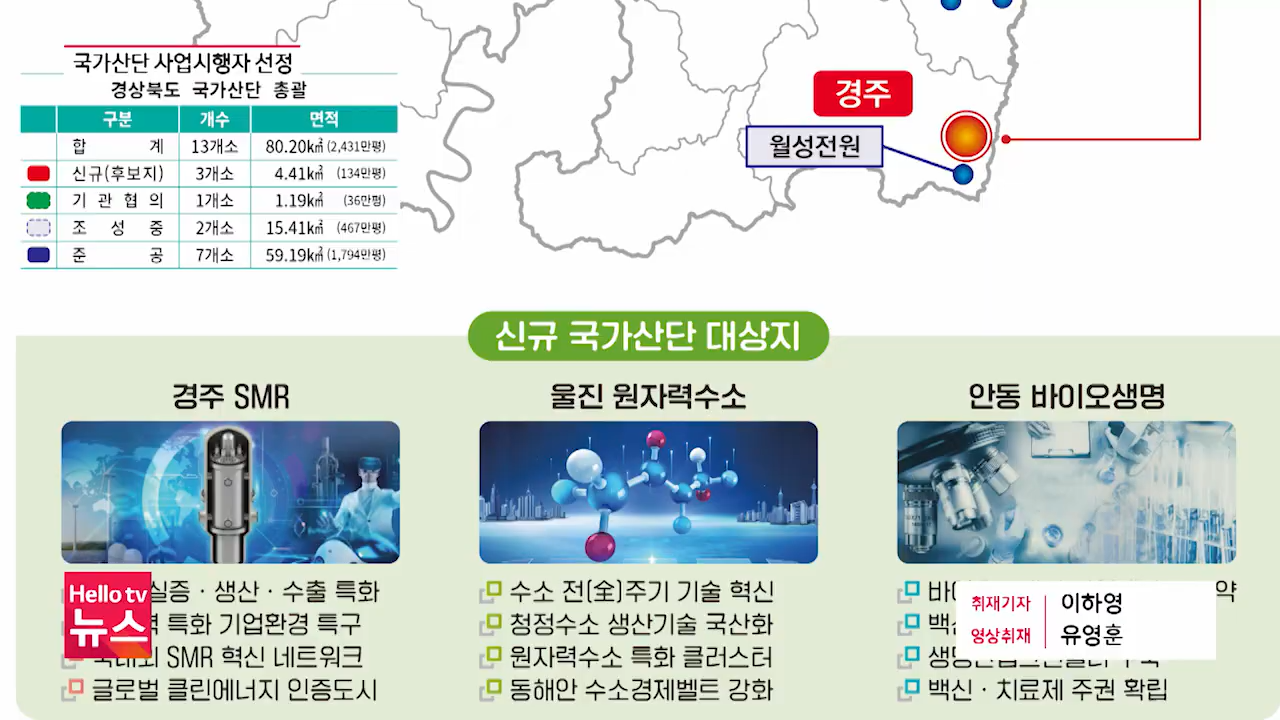 국가산단 사업시행자 선정
경상북도 국가산단 총괄
구분 개수 면적
합 계 13개소 80.20㎢ (2,431만평)
신규(후보지) 3개소 4.41㎢ (134만평)
기 관 협 의 1개소 1.19㎢ (36만평)
조 성 중 2개소 15.41㎢ (467만평)
준 공 7개소 59.19㎢ (1,794만평)
경주
월성전원
신규 국가산단 대상지
경주 SMR
실증 · 생산 · 수출 특화
특화 기업환경 특구
SMR 혁신 네트워크
글로벌 클린에너지 인증도시
울진 원자력수소
수소 전(全)주기 기술 혁신
청정수소 생산기술 국산화
원자력수소 특화 클러스터
동해안 수소경제벨트 강화
안동 바이오생명
백신 · 치료제 주권 확립
Hello tv
뉴스
취재기자 이하영
영상취재 유영훈